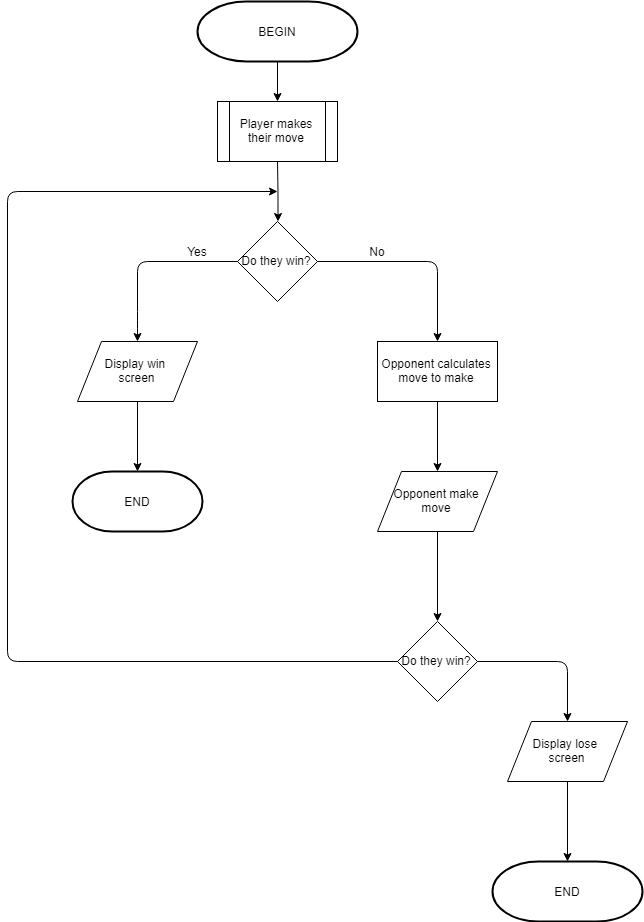 BEGIN
Player makes
their move
Do they win?
Yes
No
Display win
screen
Opponent calculates
move to make
END
Opponent make
move
Do they win?
Display lose
screen
END